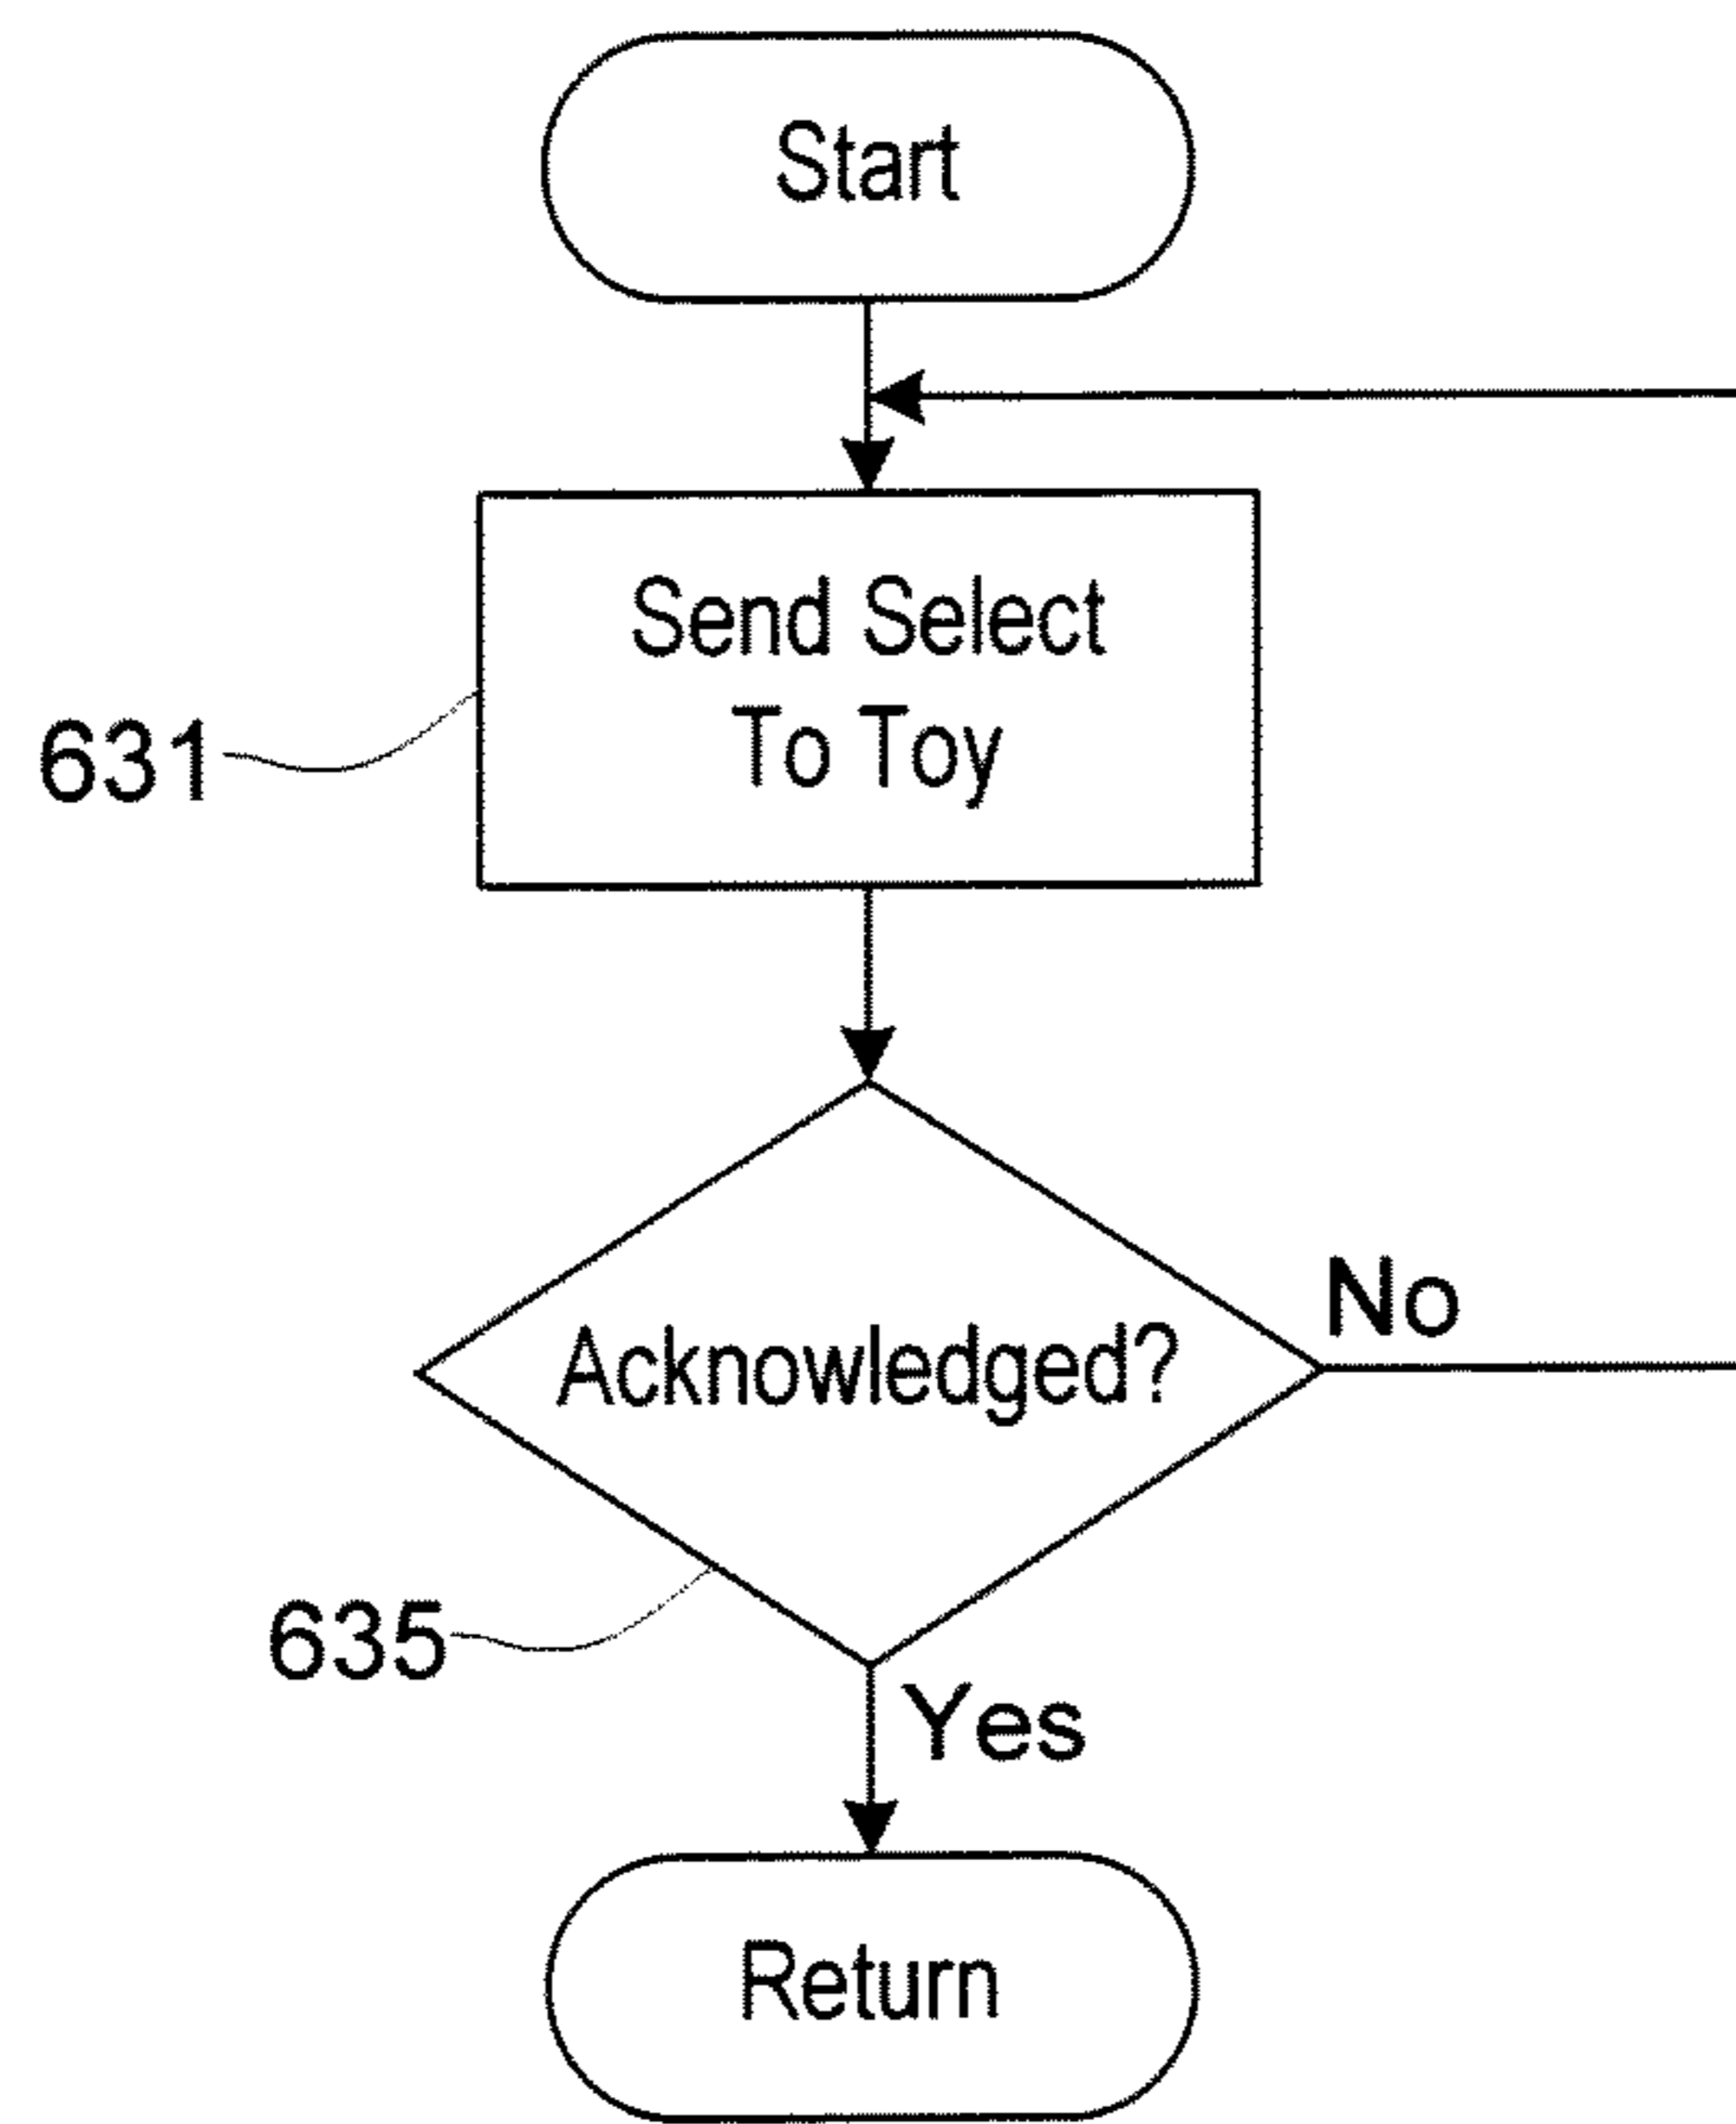 Start
Send Select
To Toy
631
Acknowledged?
No
635
Yes
Return